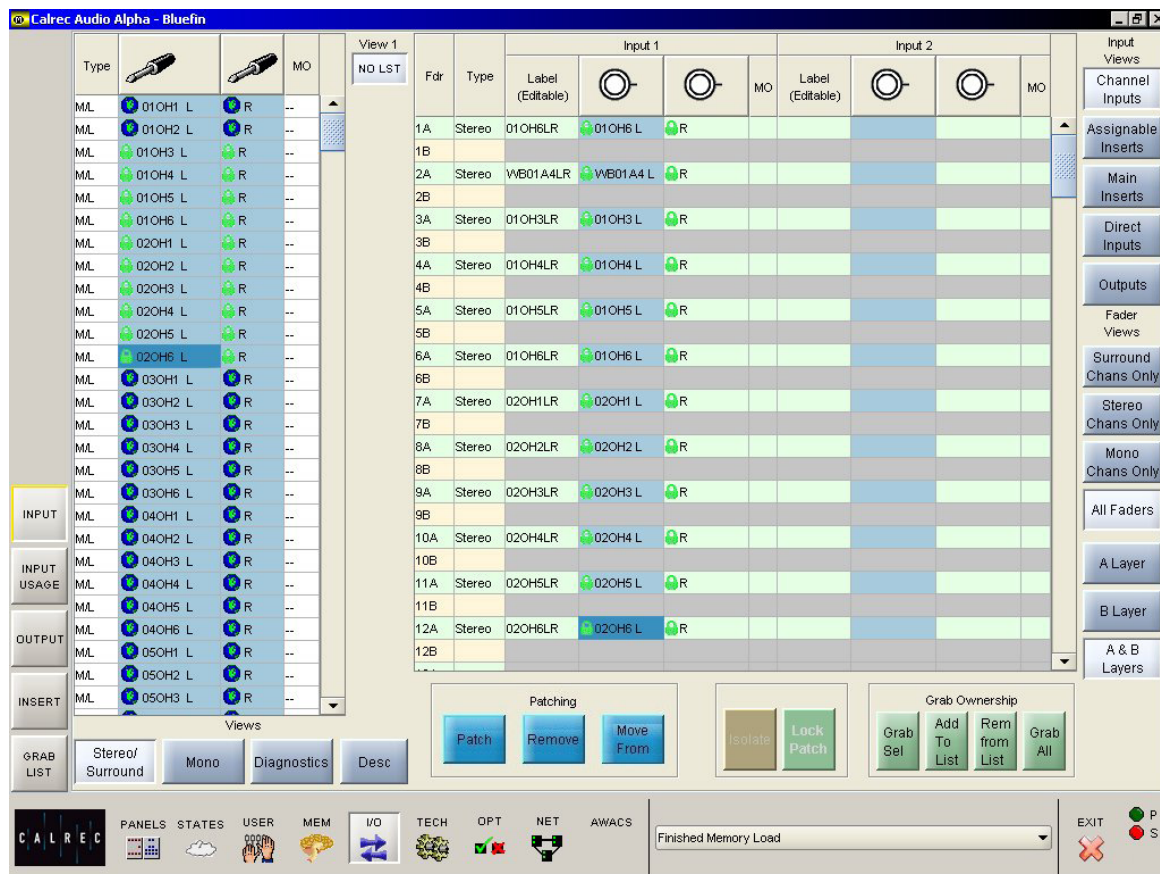 Calrec Audio Alpha - Bluefin
Type MO
M/L 01OH1 L R --
M/L 01OH2 L R --
M/L 01OH3 L R --
M/L 01OH4 L R --
M/L 01OH5 L R --
M/L 01OH6 L R --
M/L 02OH1 L R --
M/L 02OH2 L R --
M/L 02OH3 L R --
M/L 02OH4 L R --
M/L 02OH5 L R --
M/L 02OH6 L R --
M/L 03OH1 L R --
M/L 03OH2 L R --
M/L 03OH3 L R --
M/L 03OH4 L R --
M/L 03OH5 L R --
M/L 03OH6 L R --
M/L 04OH1 L R --
M/L 04OH2 L R --
M/L 04OH3 L R --
M/L 04OH4 L R --
M/L 04OH5 L R --
M/L 04OH6 L R --
M/L 05OH1 L R --
M/L 05OH2 L R --
M/L 05OH3 L R --
View 1
NO LST
Input 1 Input 2
Fdr Type Label MO Label MO
(Editable) (Editable)
1A Stereo 01OH6LR 01OH6 L R
1B
2A Stereo WB01A4LR WB01A4 L R
2B
3A Stereo 01OH3LR 01OH3 L R
3B
4A Stereo 01OH4LR 01OH4 L R
4B
5A Stereo 01OH5LR 01OH5 L R
5B
6A Stereo 01OH6LR 01OH6 L R
6B
7A Stereo 02OH1LR 02OH1 L R
7B
8A Stereo 02OH2LR 02OH2 L R
8B
9A Stereo 02OH3LR 02OH3 L R
9B
10A Stereo 02OH4LR 02OH4 L R
10B
11A Stereo 02OH5LR 02OH5 L R
11B
12A Stereo 02OH6LR 02OH6 L R
12B
Input
Views
Channel
Inputs
Assignable
Inserts
Main
Inserts
Direct
Inputs
Outputs
Fader
Views
Surround
Chans Only
Stereo
Chans Only
Mono
Chans Only
All Faders
A Layer
B Layer
A & B
Layers
INPUT
INPUT
USAGE
OUTPUT
INSERT
GRAB
LIST
Views
Stereo/
Surround
Mono
Diagnostics
Desc
Patching
Patch
Remove
Move
From
Isolate
Lock
Patch
Grab Ownership
Grab
Sel
Add
To
List
Rem
from
List
Grab
All
CALREC
PANELS STATES USER MEM I/O TECH OPT NET AWACS
Finished Memory Load
EXIT
P
S